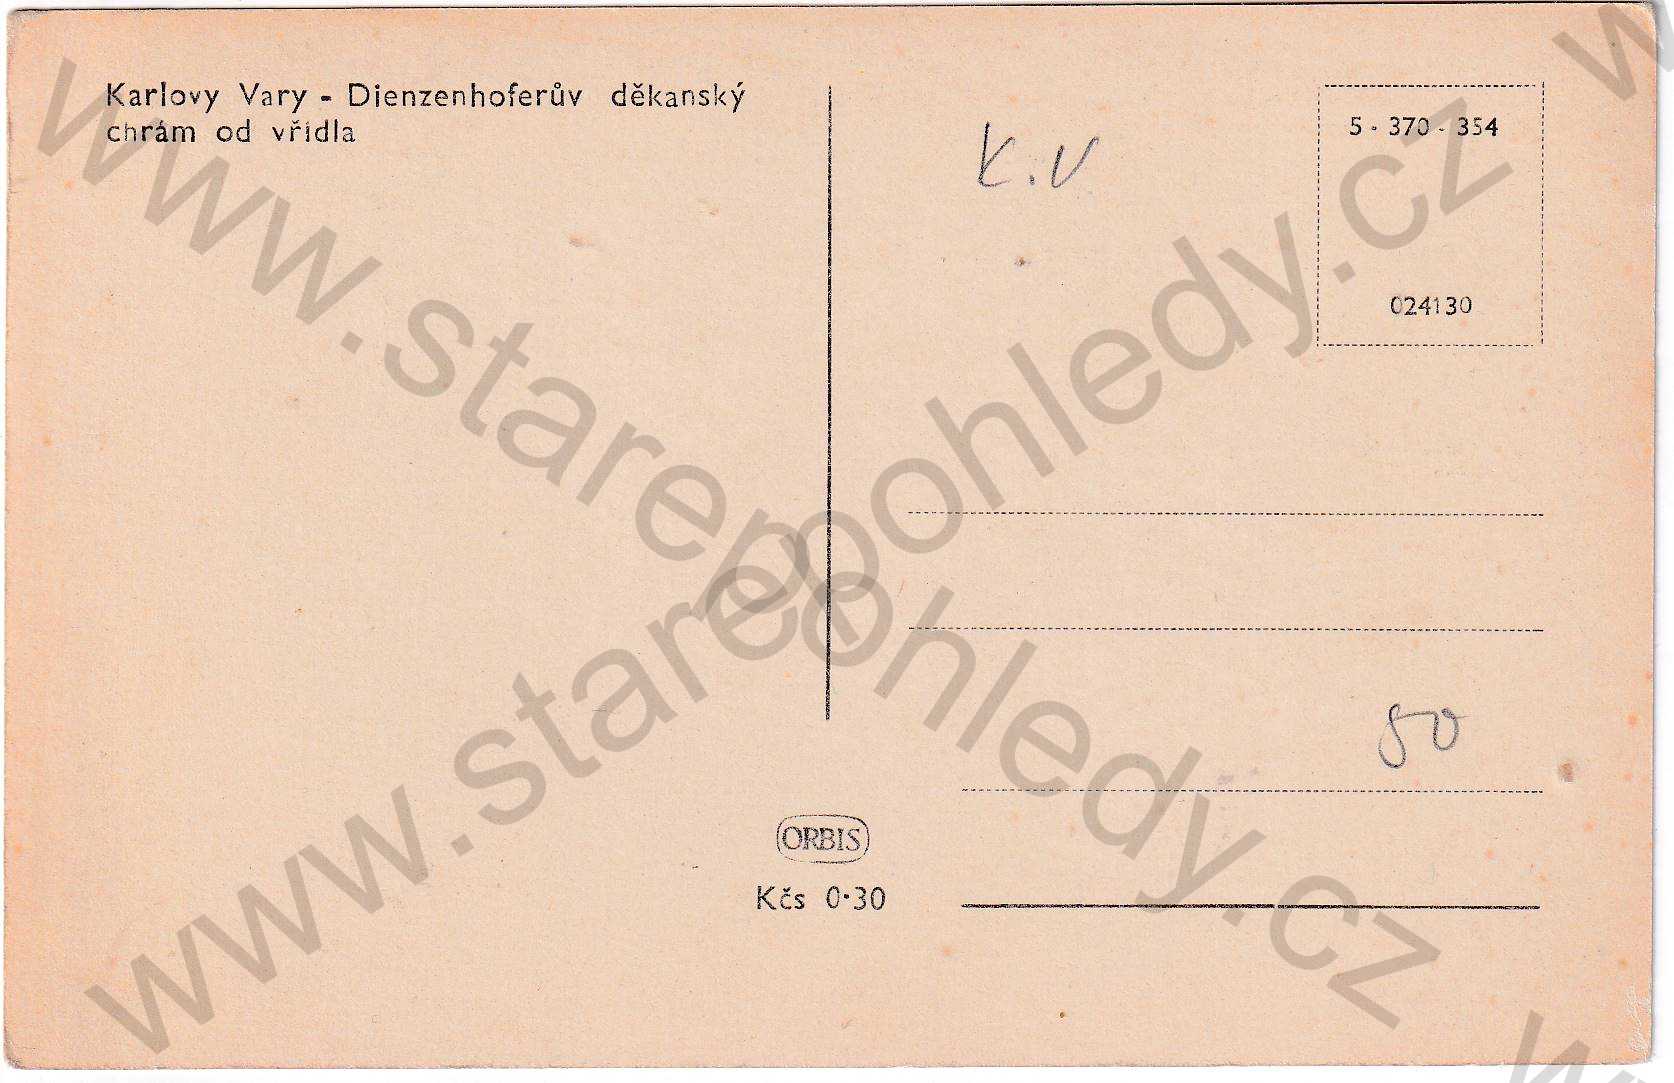 Karlovy Vary - Dienzenhoferův děkanský
chrám od vřídla
K.V
5 · 370 - 354
024130
50
ORBIS
Kčs 0·30
www.starepohledy.cz
www.starepohledy.cz